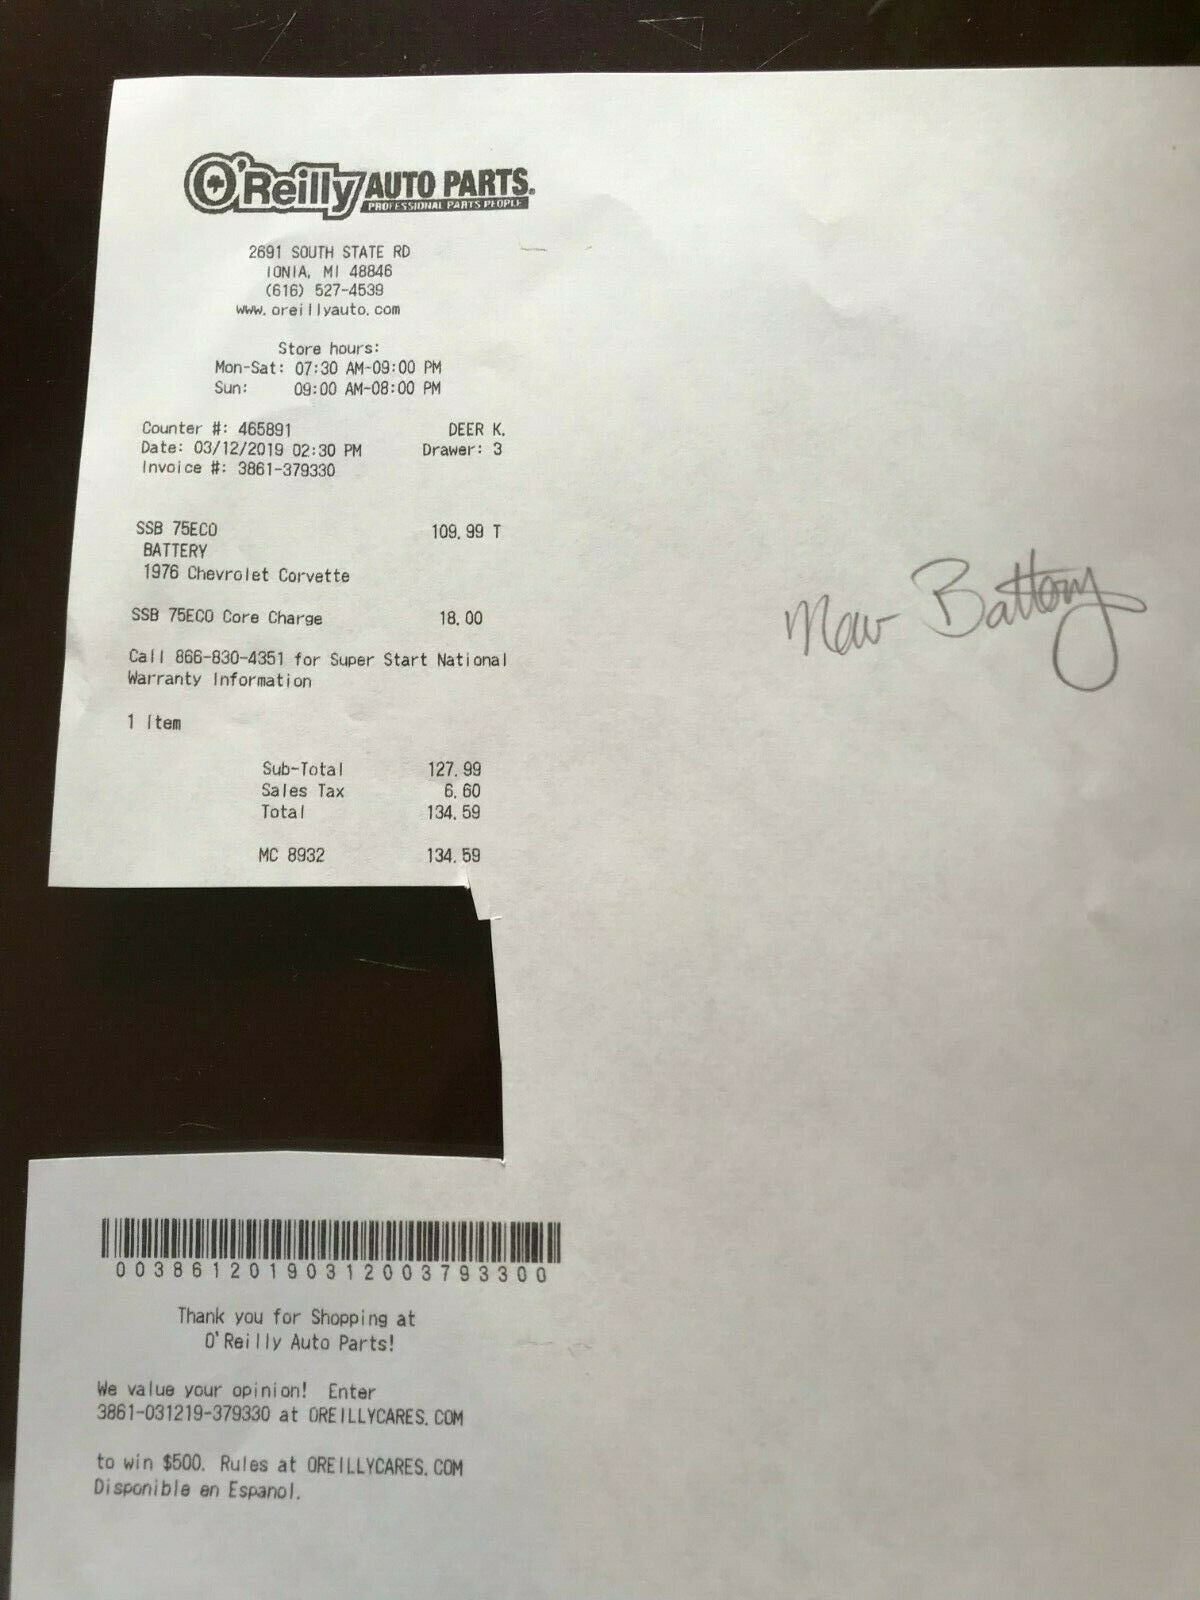 O'Reilly AUTO PARTS.
PROFESSIONAL PARTS PEOPLE
2691 SOUTH STATE RD
IONIA, MI 48846
(616) 527-4539
www.oreillyauto.com
Store hours:
Mon-Sat: 07:30 AM-09:00 PM
Sun: 09:00 AM-08:00 PM
Counter #: 465891 DEER K.
Date: 03/12/2019 02:30 PM Drawer: 3
Invoice #: 3861-379330
SSB 75ECO 109.99 T
BATTERY
1976 Chevrolet Corvette
SSB 75ECO Core Charge 18.00
New Battery
Call 866-830-4351 for Super Start National
Warranty Information
1 Item
Sub-Total 127.99
Sales Tax 6.60
Total 134.59
MC 8932 134.59
0038612019031200379330​0
Thank you for Shopping at
O'Reilly Auto Parts!
We value your opinion! Enter
3861-031219-379330 at OREILLYCARES.COM
to win $500. Rules at OREILLYCARES.COM
Disponible en Espanol.